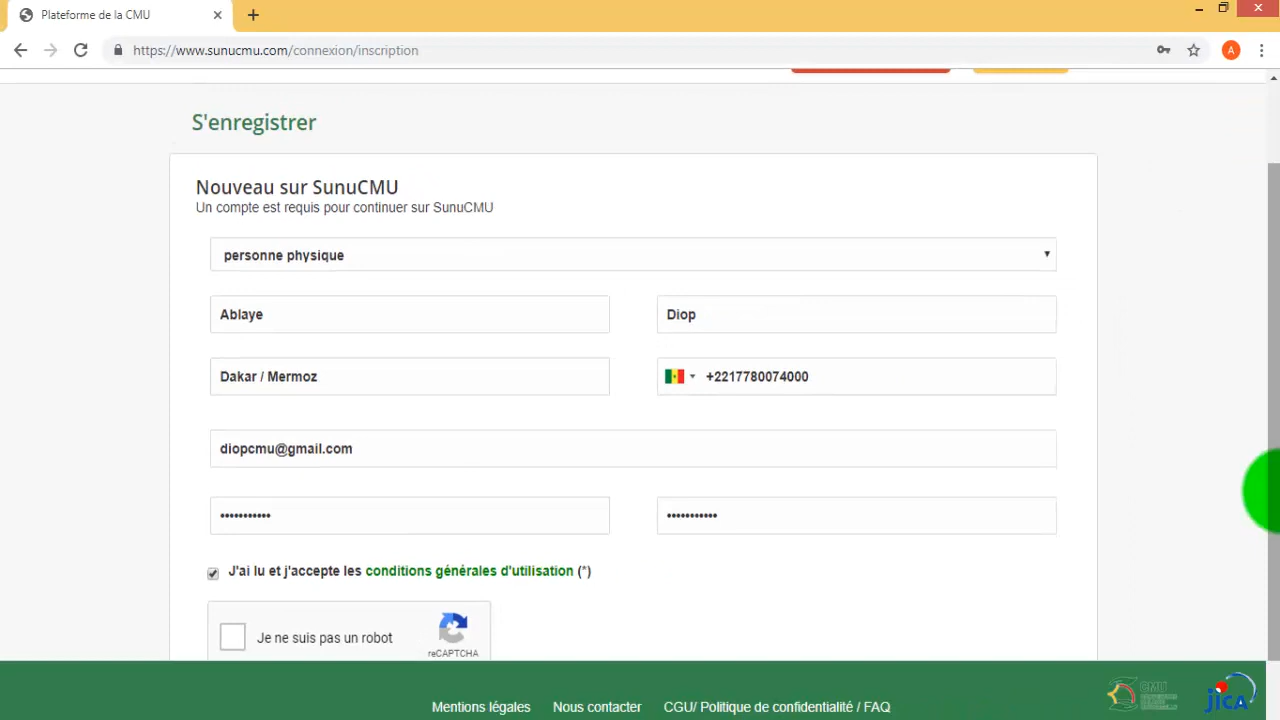 Plateforme de la CMU
https://www.sunucmu.com/connexion/inscription
A
S'enregistrer
Nouveau sur SunuCMU
Un compte est requis pour continuer sur SunuCMU
personne physique
Ablaye
Diop
Dakar / Mermoz
+2217780074000
diopcmu@gmail.com
•••••••••••
•••••••••••
J'ai lu et j'accepte les conditions générales d'utilisation (*)
Je ne suis pas un robot
reCAPTCHA
Mentions légales
Nous contacter
CGU/ Politique de confidentialité / FAQ
CMU
jICA